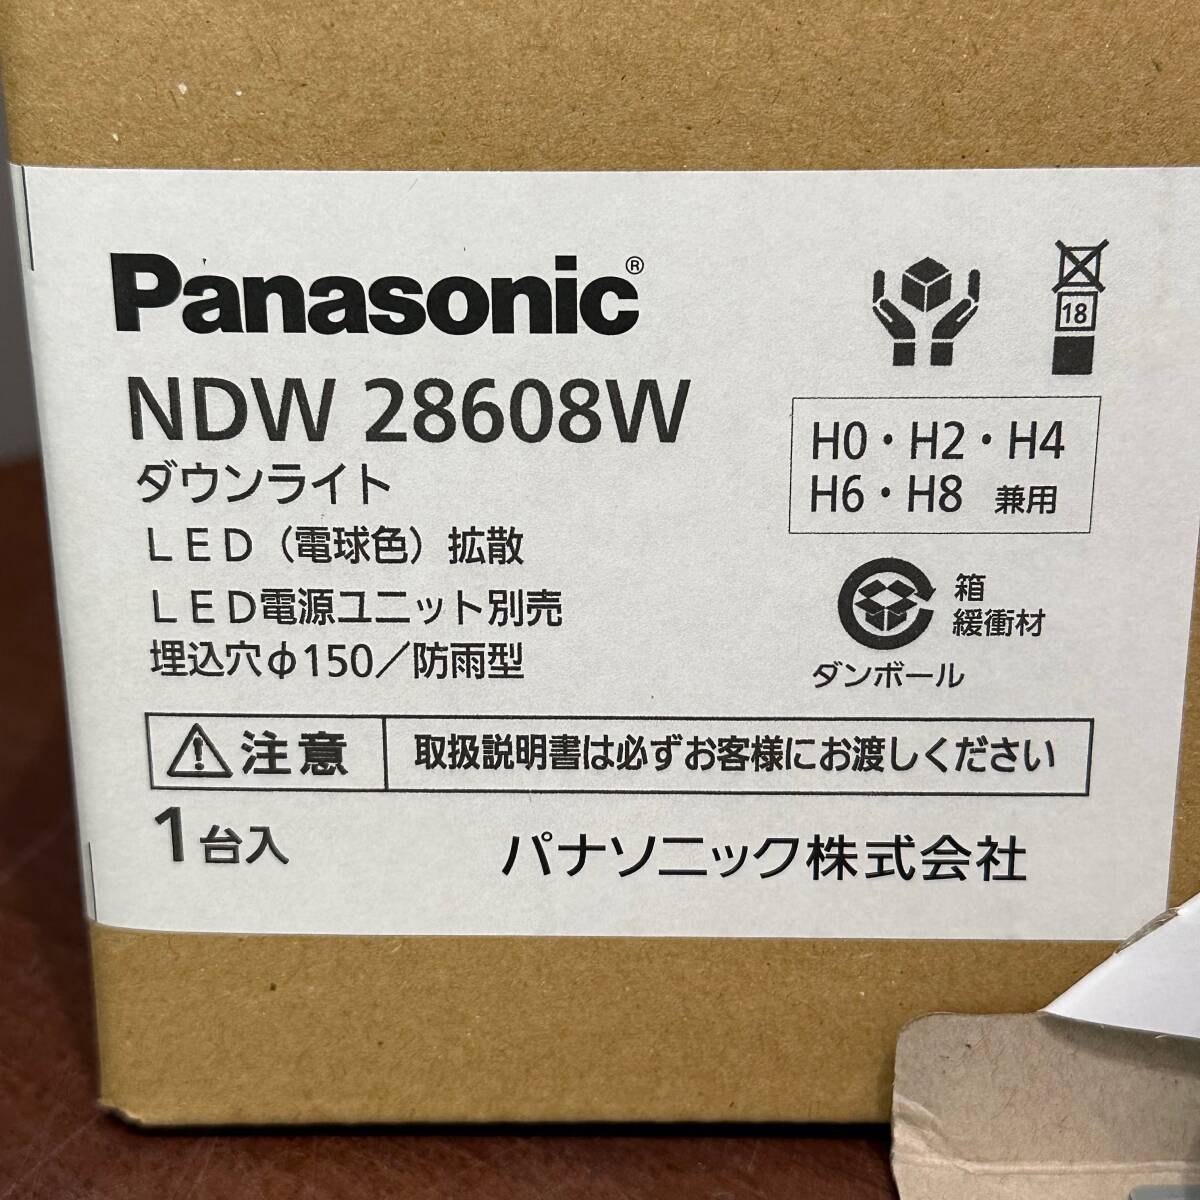 Panasonic®
NDW 28608W
ダウンライト
LED（電球色）拡散
LED電源ユニット別売
埋込穴φ150／防雨型
18
H0・H2・H4
H6・H8 兼用
箱
緩衝材
ダンボール
注意 取扱説明書は必ずお客様にお渡しください
1台入
パナソニック株式会社